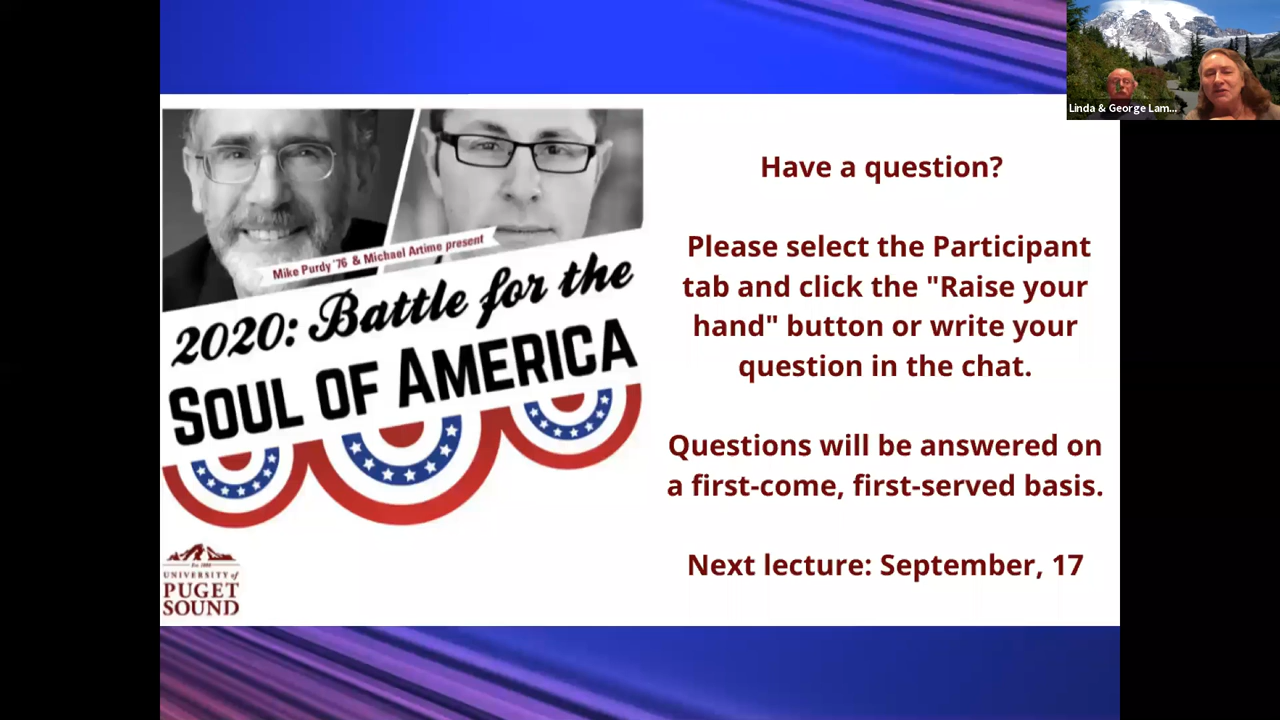 Linda & George Lam...
Mike Purdy '76 & Michael Artime present
2020: Battle for the
SOUL OF AMERICA
Have a question?
Please select the Participant
tab and click the "Raise your
hand" button or write your
question in the chat.
Questions will be answered on
a first-come, first-served basis.
Next lecture: September, 17
Est. 1888
UNIVERSITY of
PUGET
SOUND